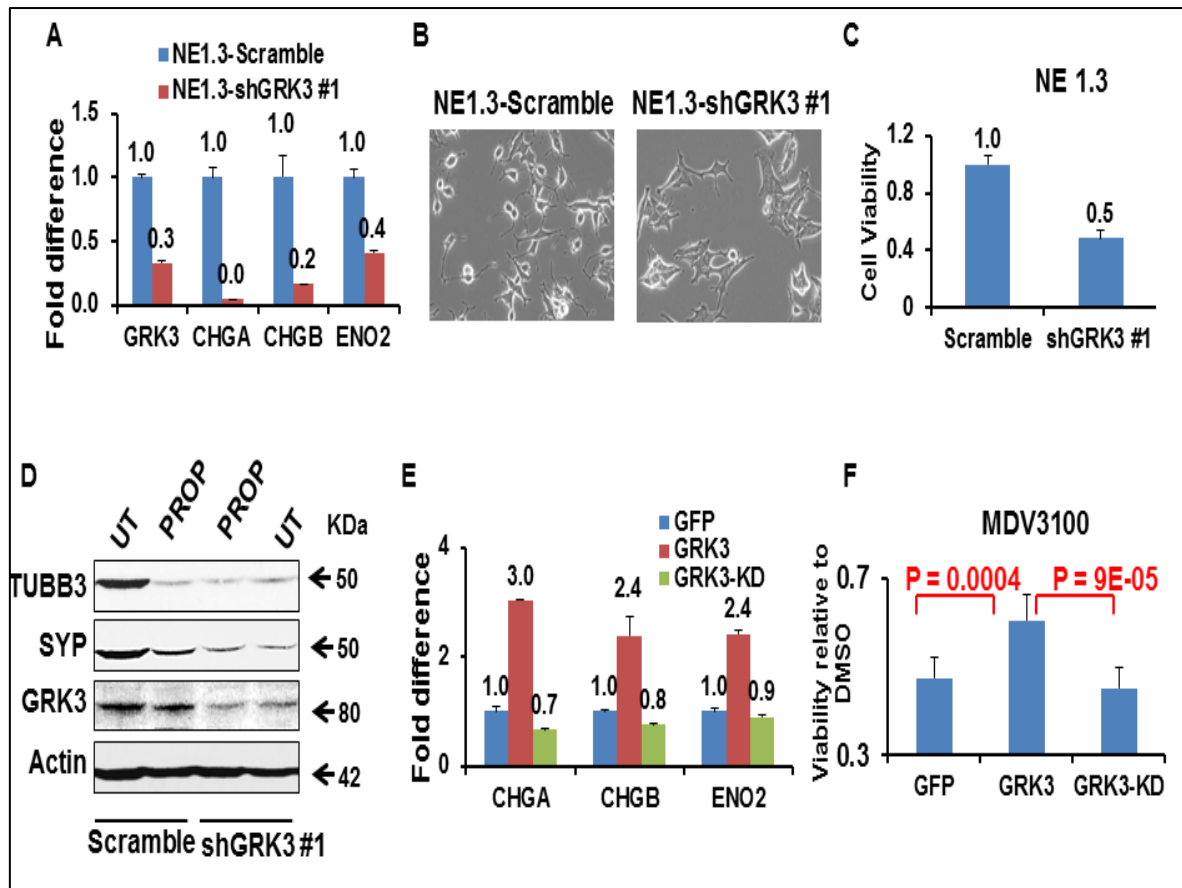 A
NE1.3-Scramble
NE1.3-shGRK3 #1
Fold difference
1.5
1.0
0.5
0.0
1.0
0.3
1.0
0.0
1.0
0.2
1.0
0.4
GRK3 CHGA CHGB ENO2
B
NE1.3-Scramble NE1.3-shGRK3 #1
C
NE 1.3
Cell Viability
1.2
0.8
0.4
0
1.0
0.5
Scramble shGRK3 #1
D
UT PROP PROP UT KDa
TUBB3 50
SYP 50
GRK3 80
Actin 42
Scramble shGRK3 #1
E
GFP
GRK3
GRK3-KD
Fold difference
4
2
0
1.0
3.0
0.7
1.0
2.4
0.8
1.0
2.4
0.9
CHGA CHGB ENO2
F
MDV3100
Viability relative to
DMSO
0.7
0.3
P = 0.0004 P = 9E-05
GFP GRK3 GRK3-KD